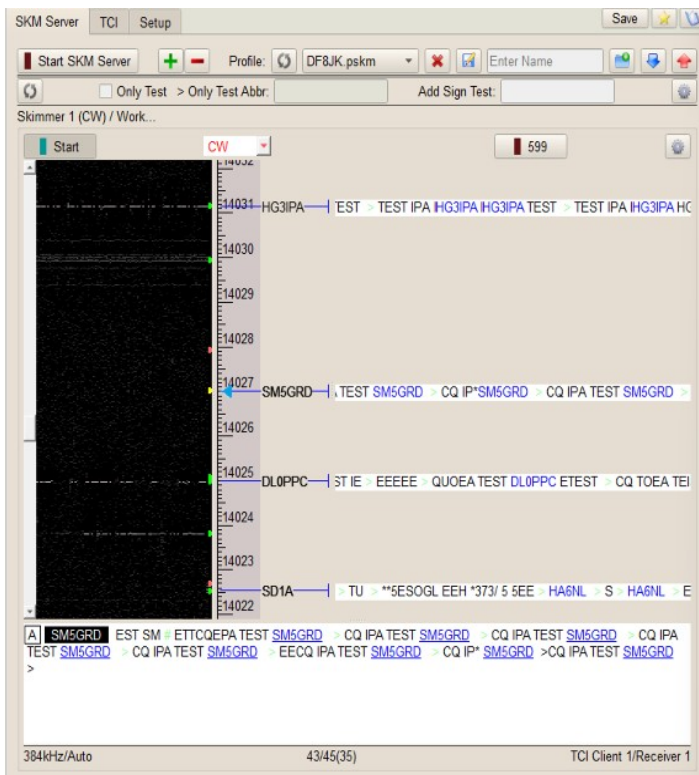 SKM Server TCI Setup Save
Start SKM Server Profile: DF8JK.pskm Enter Name
Only Test > Only Test Abbr: Add Sign Test:
Skimmer 1 (CW) / Work...
Start CW 599
14032
14031 HG3IPA EST > TEST IPA HG3IPA HG3IPA TEST > TEST IPA HG3IPA HG
14030
14029
14028
14027 SM5GRD TEST SM5GRD > CQ IP*SM5GRD > CQ IPA TEST SM5GRD >
14026
14025 DL0PPC ST IE > EEEEE > QUOEA TEST DL0PPC ETEST > CQ TOEA TEI
14024
14023
SD1A > TU > **5ESOGL EEH *373/ 5 5EE > HA6NL > S > HA6NL > E
14022
A SM5GRD EST SM # ETTCQEPA TEST SM5GRD > CQ IPA TEST SM5GRD > CQ IPA TEST SM5GRD > CQ IPA
TEST SM5GRD > CQ IPA TEST SM5GRD > EECQ IPA TEST SM5GRD > CQ IP* SM5GRD >CQ IPA TEST SM5GRD
>
384kHz/Auto 43/45(35) TCI Client 1/Receiver 1